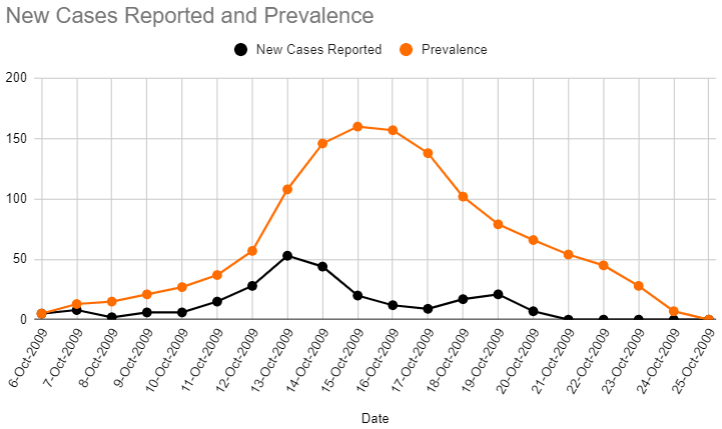 New Cases Reported and Prevalence
New Cases Reported
Prevalence
200
150
100
50
0
6-Oct-2009
7-Oct-2009
8-Oct-2009
9-Oct-2009
10-Oct-2009
11-Oct-2009
12-Oct-2009
13-Oct-2009
14-Oct-2009
15-Oct-2009
16-Oct-2009
17-Oct-2009
18-Oct-2009
19-Oct-2009
20-Oct-2009
21-Oct-2009
22-Oct-2009
23-Oct-2009
24-Oct-2009
25-Oct-2009
Date